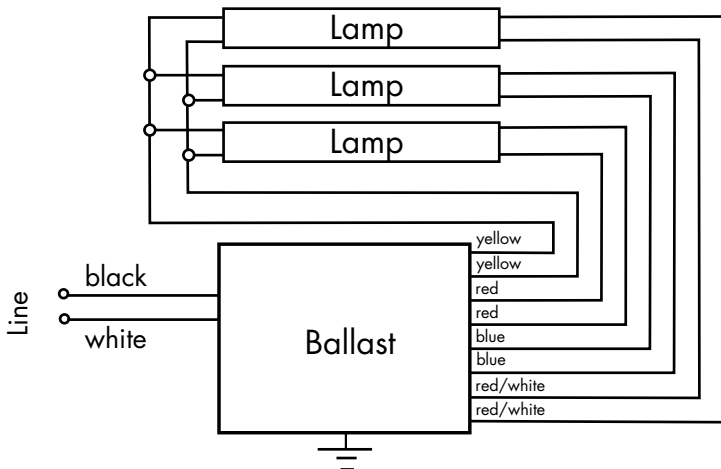 Lamp
Lamp
Lamp
yellow
yellow
red
red
blue
blue
red/white
red/white
black
white
Line
Ballast